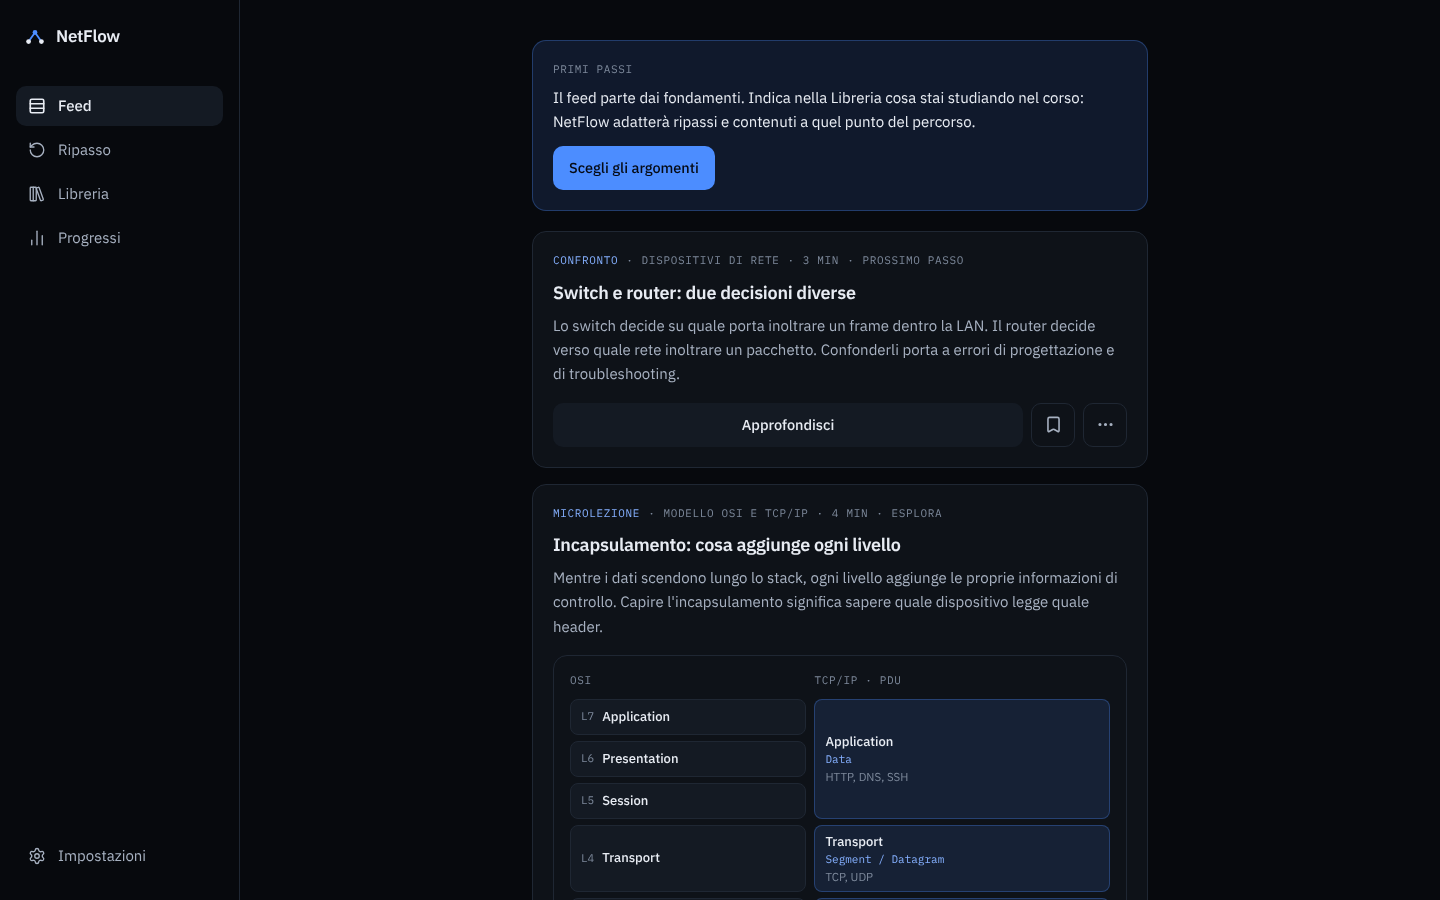 NetFlow
Feed
Ripasso
Libreria
Progressi
Impostazioni
PRIMI PASSI
Il feed parte dai fondamenti. Indica nella Libreria cosa stai studiando nel corso:
NetFlow adatterà ripassi e contenuti a quel punto del percorso.
Scegli gli argomenti
CONFRONTO · DISPOSITIVI DI RETE · 3 MIN · PROSSIMO PASSO
Switch e router: due decisioni diverse
Lo switch decide su quale porta inoltrare un frame dentro la LAN. Il router decide
verso quale rete inoltrare un pacchetto. Confonderli porta a errori di progettazione e
di troubleshooting.
Approfondisci
MICROLEZIONE · MODELLO OSI E TCP/IP · 4 MIN · ESPLORA
Incapsulamento: cosa aggiunge ogni livello
Mentre i dati scendono lungo lo stack, ogni livello aggiunge le proprie informazioni di
controllo. Capire l'incapsulamento significa sapere quale dispositivo legge quale
header.
OSI
L7 Application
L6 Presentation
L5 Session
L4 Transport
TCP/IP · PDU
Application
Data
HTTP, DNS, SSH
Transport
Segment / Datagram
TCP, UDP